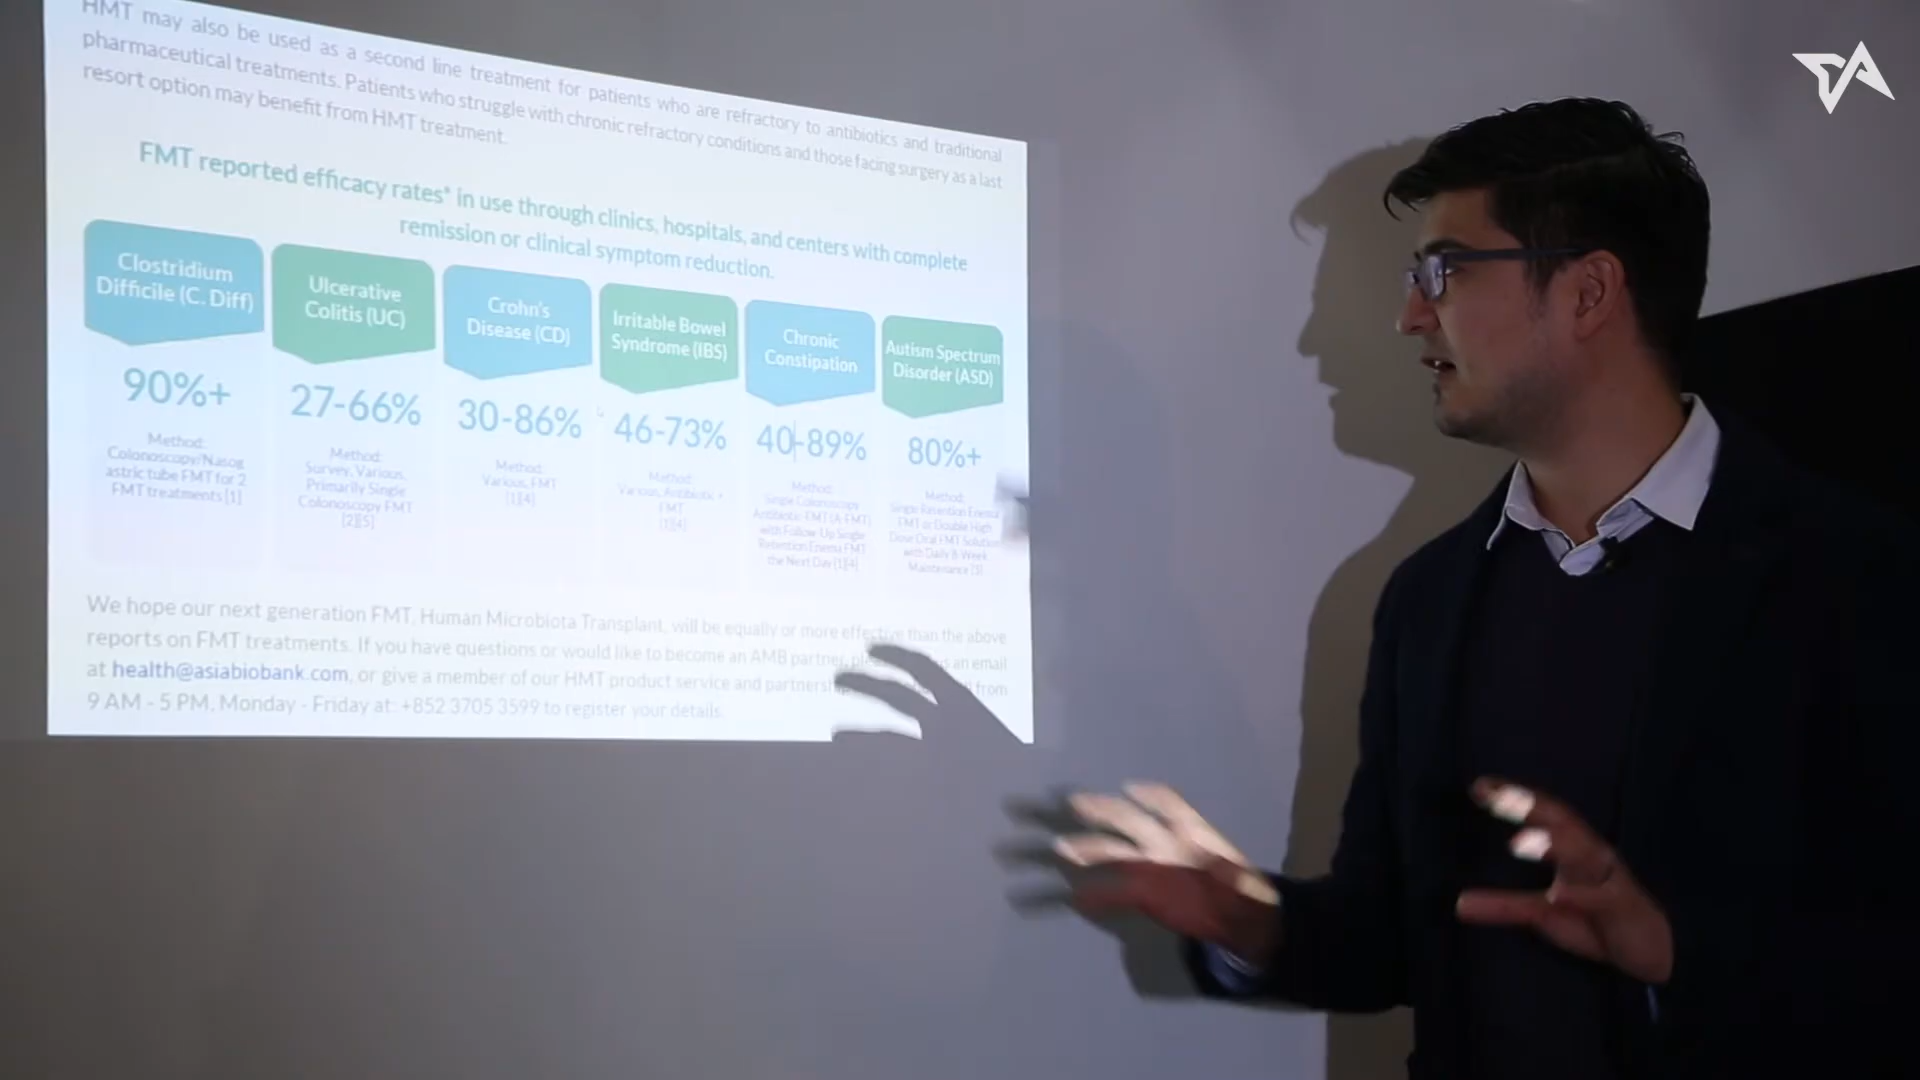 HMT may also be used as a second line treatment for patients who are refractory to antibiotics and traditional
pharmaceutical treatments. Patients who struggle with chronic refractory conditions and those facing surgery as a last
resort option may benefit from HMT treatment.
FMT reported efficacy rates* in use through clinics, hospitals, and centers with complete
remission or clinical symptom reduction.
Clostridium
Difficile (C. Diff)
90%+
Method:
Colonoscopy/Nasog
astric tube FMT for 2
FMT treatments [1]
Ulcerative
Colitis (UC)
27-66%
Method:
Survey, Various,
Primarily Single
Colonoscopy FMT
[2][5]
Crohn's
Disease (CD)
30-86%
Method:
Various, FMT
[1][4]
Irritable Bowel
Syndrome (IBS)
46-73%
Method:
Various, Antibiotic +
FMT
[1][4]
Chronic
Constipation
40-89%
Method:
Single Colonoscopy
Antibiotic FMT (A-FMT)
with Follow-Up Single
Retention Enema FMT
the Next Day [1][4]
Autism Spectrum
Disorder (ASD)
80%+
Method:
Single Retention Enema
FMT or Double High
Dose Oral FMT Solution
with Daily 8-Week
Maintenance [3]
We hope our next generation FMT, Human Microbiota Transplant, will be equally or more effective than the above
reports on FMT treatments. If you have questions or would like to become an AMB partner, an email
at health@asiabiobank.com, or give a member of our HMT product service and from
9 AM - 5 PM, Monday - Friday at: +852 3705 3599 to register your details.